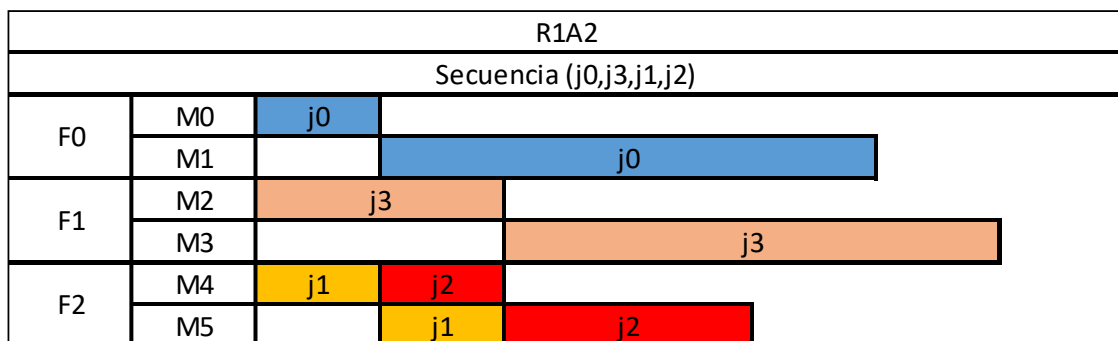 R1A2
Secuencia (j0,j3,j1,j2)
F0 M0 j0
M1 j0
F1 M2 j3
M3 j3
F2 M4 j1 j2
M5 j1 j2